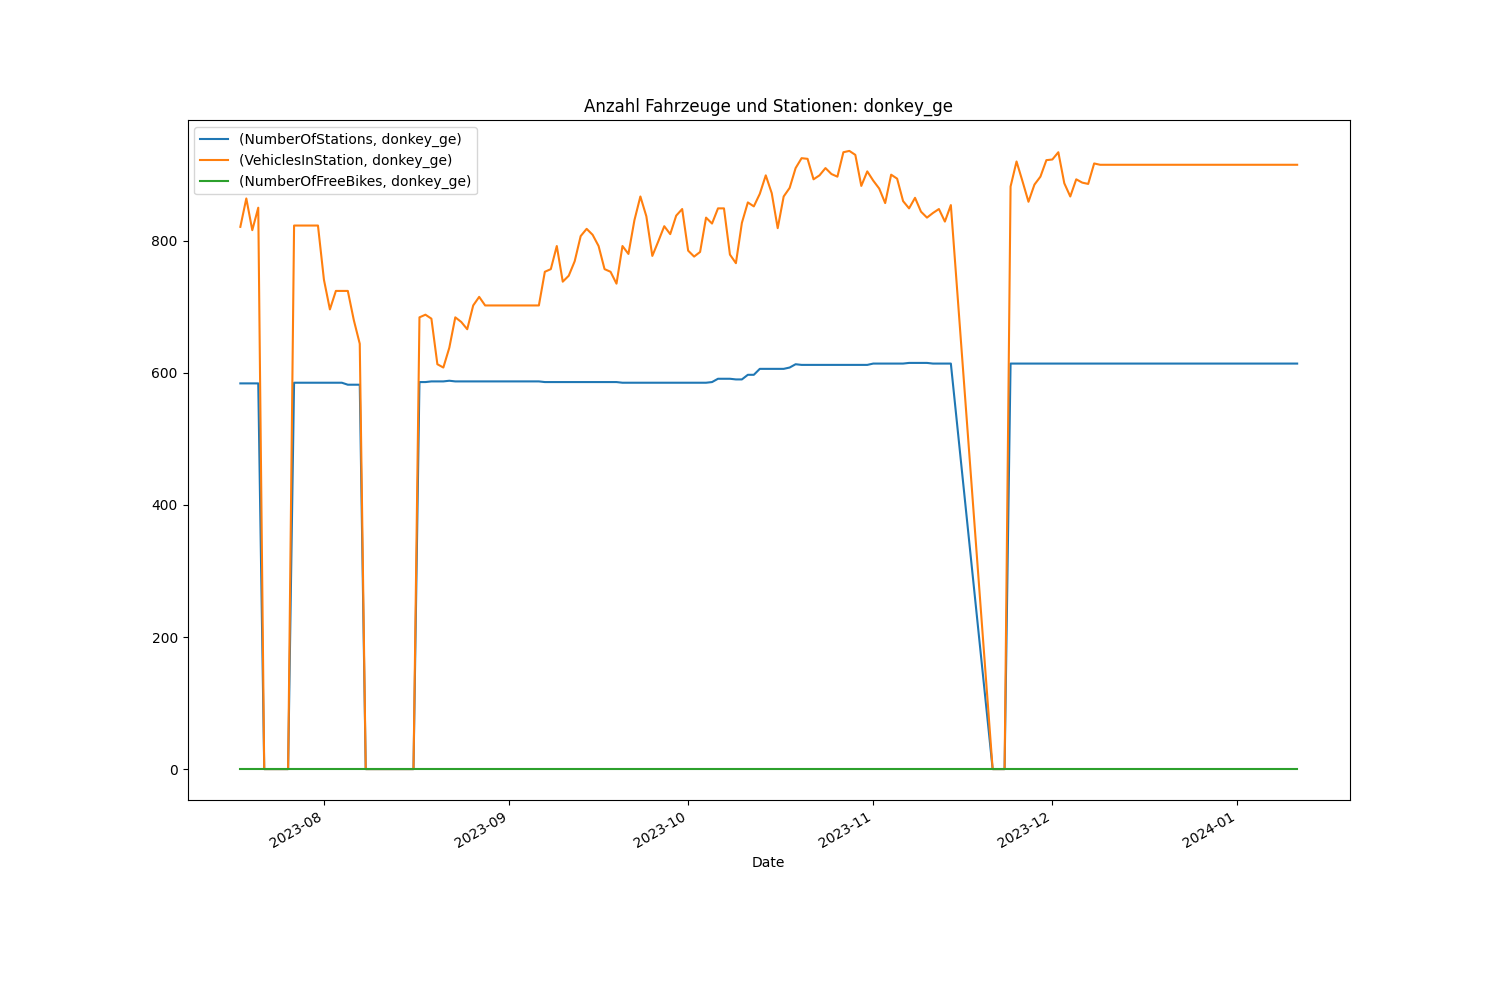 Anzahl Fahrzeuge und Stationen: donkey_ge
(NumberOfStations, donkey_ge)
(VehiclesInStation, donkey_ge)
(NumberOfFreeBikes, donkey_ge)
800
600
400
200
0
2023-08
2023-09
2023-10
2023-11
2023-12
2024-01
Date